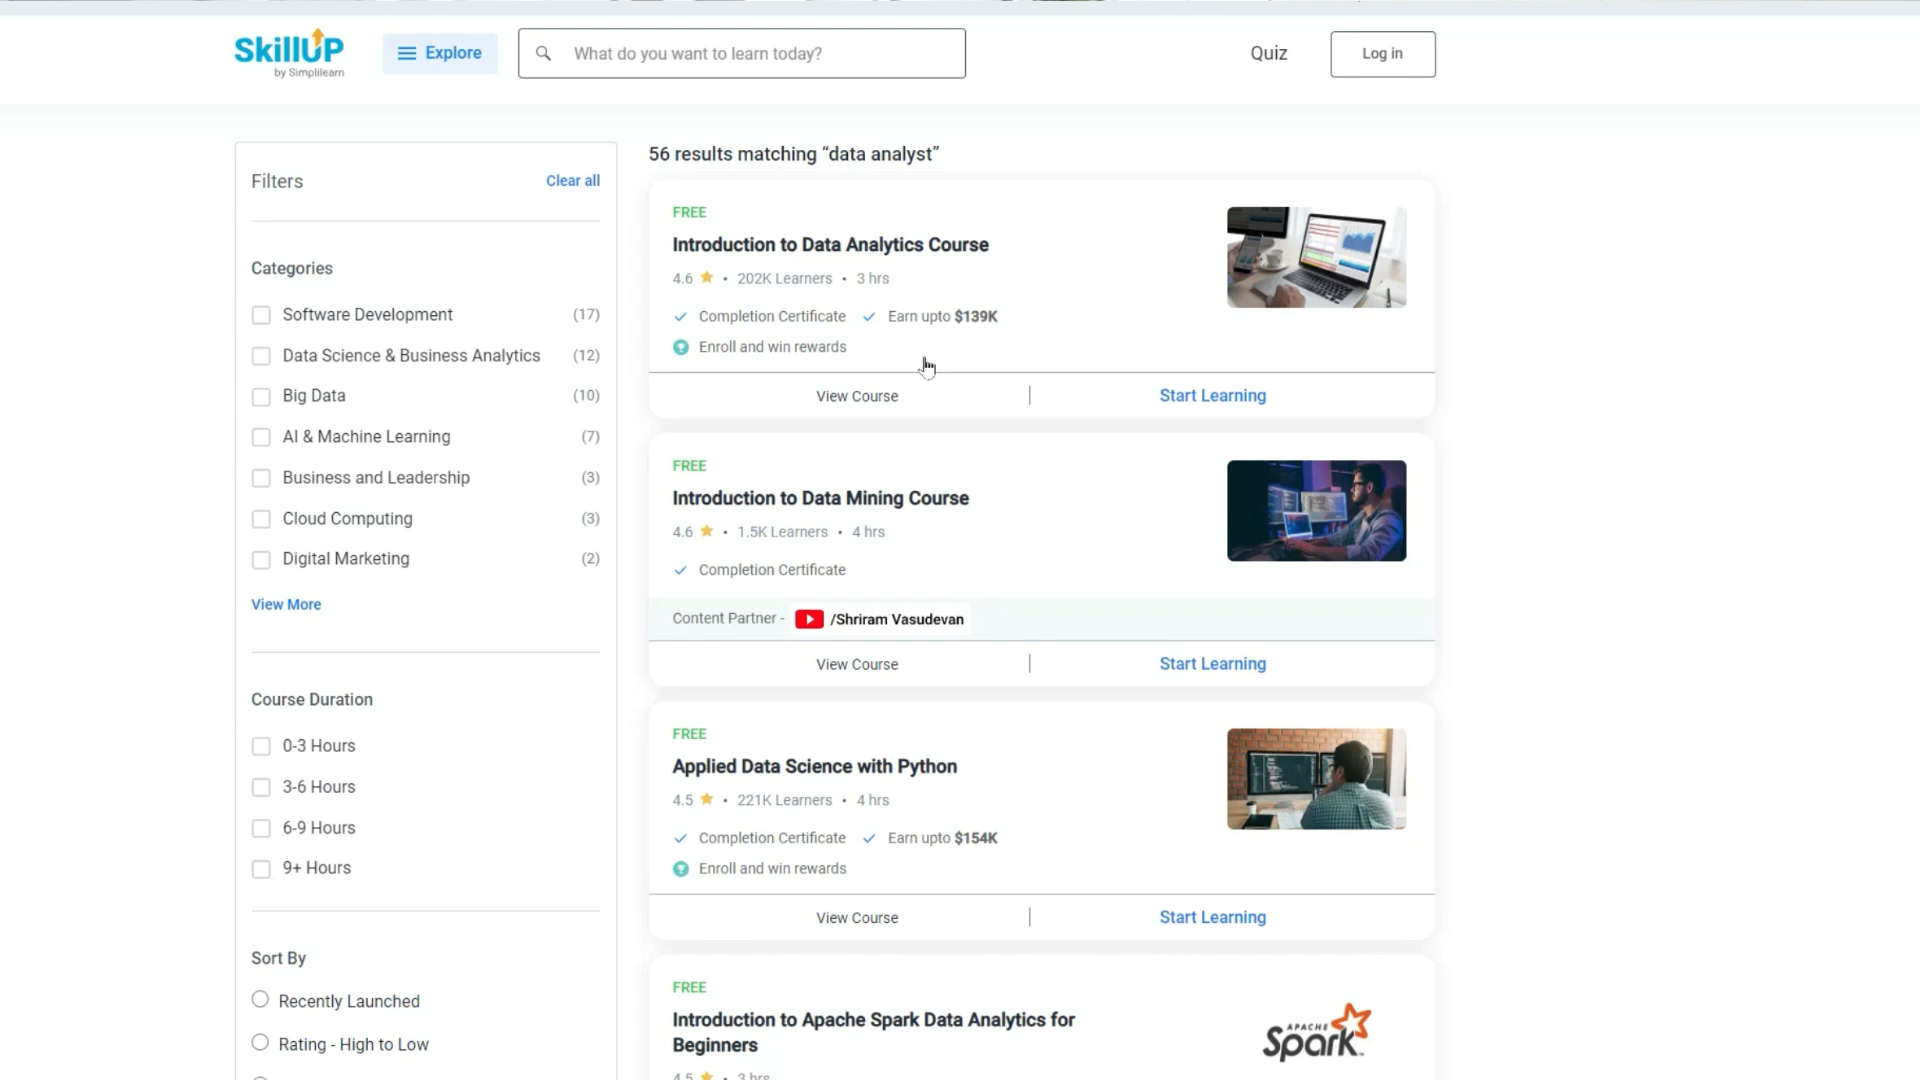 SkillUP
by Simplilearn
Explore
What do you want to learn today?
Quiz
Log in
Filters
Clear all
Categories
Software Development (17)
Data Science & Business Analytics (12)
Big Data (10)
AI & Machine Learning (7)
Business and Leadership (3)
Cloud Computing (3)
Digital Marketing (2)
View More
Course Duration
0-3 Hours
3-6 Hours
6-9 Hours
9+ Hours
Sort By
Recently Launched
Rating - High to Low
56 results matching “data analyst”
FREE
Introduction to Data Analytics Course
4.6 • 202K Learners • 3 hrs
Completion Certificate Earn upto $139K
Enroll and win rewards
View Course | Start Learning
FREE
Introduction to Data Mining Course
4.6 • 1.5K Learners • 4 hrs
Completion Certificate
Content Partner - /Shriram Vasudevan
View Course | Start Learning
FREE
Applied Data Science with Python
4.5 • 221K Learners • 4 hrs
Completion Certificate Earn upto $154K
Enroll and win rewards
View Course | Start Learning
FREE
Introduction to Apache Spark Data Analytics for
Beginners
4.5 • 3 hrs
APACHE
Spark